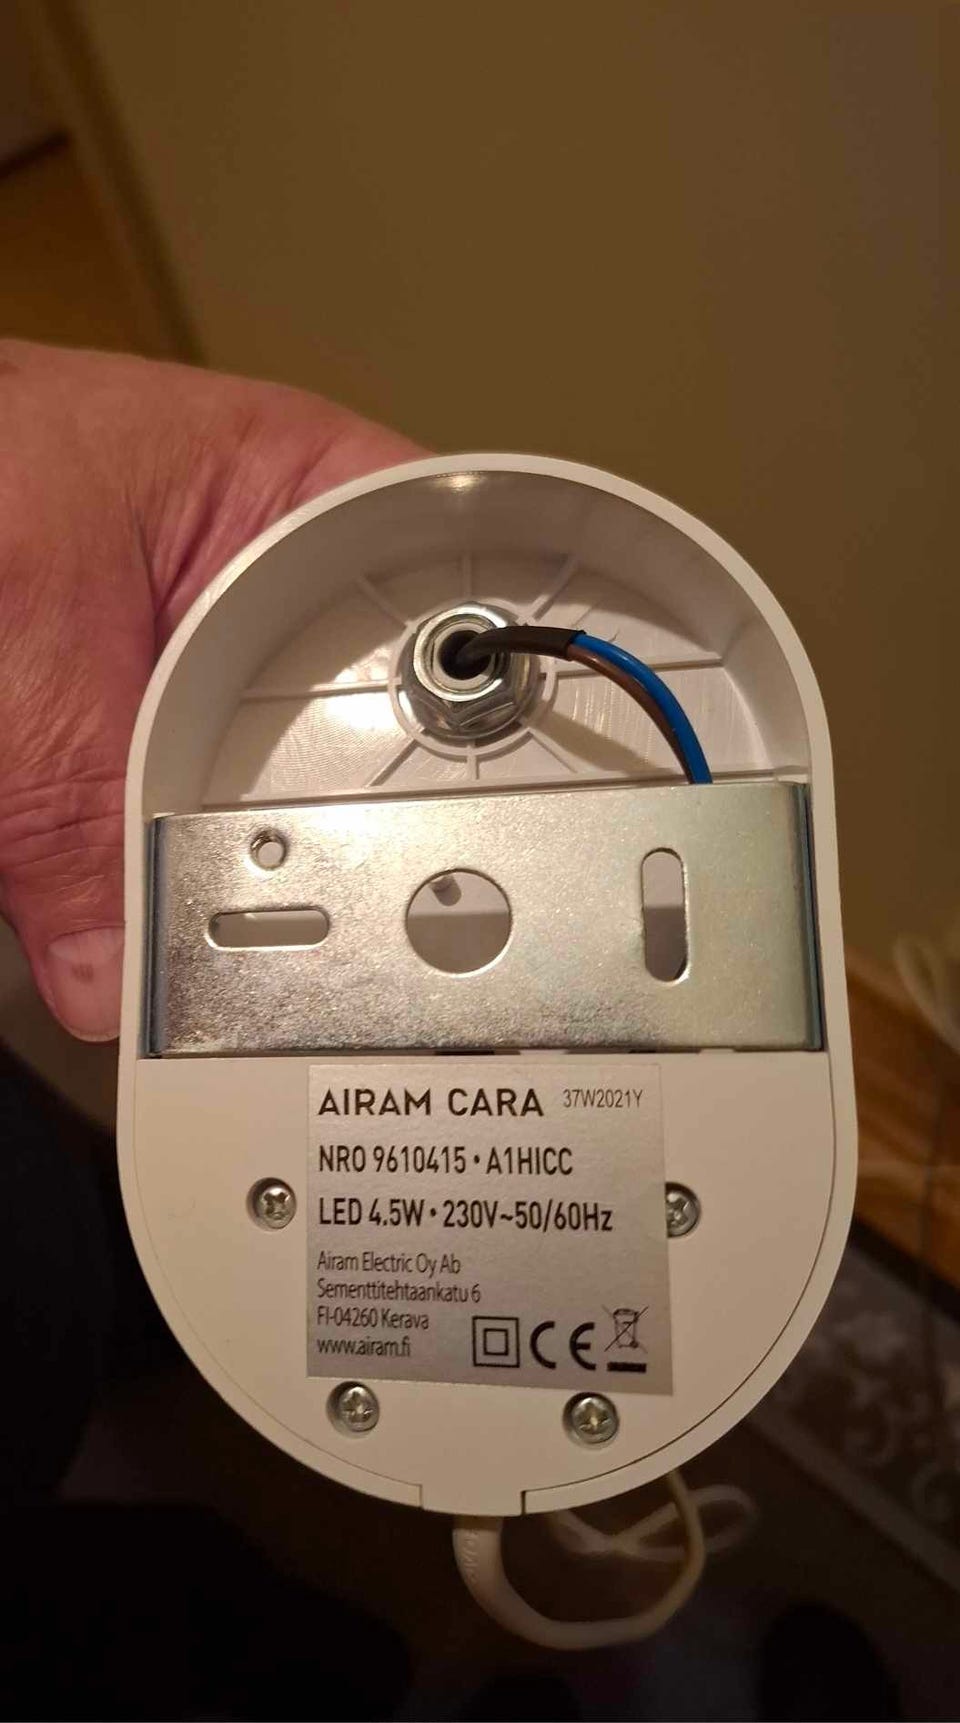 AIRAM CARA 37W2021Y
NRO 9610415 • A1HICC
LED 4.5W • 230V~50/60Hz
Airam Electric Oy Ab
Sementtitehtaankatu 6
FI-04260 Kerava
www.airam.fi
CE